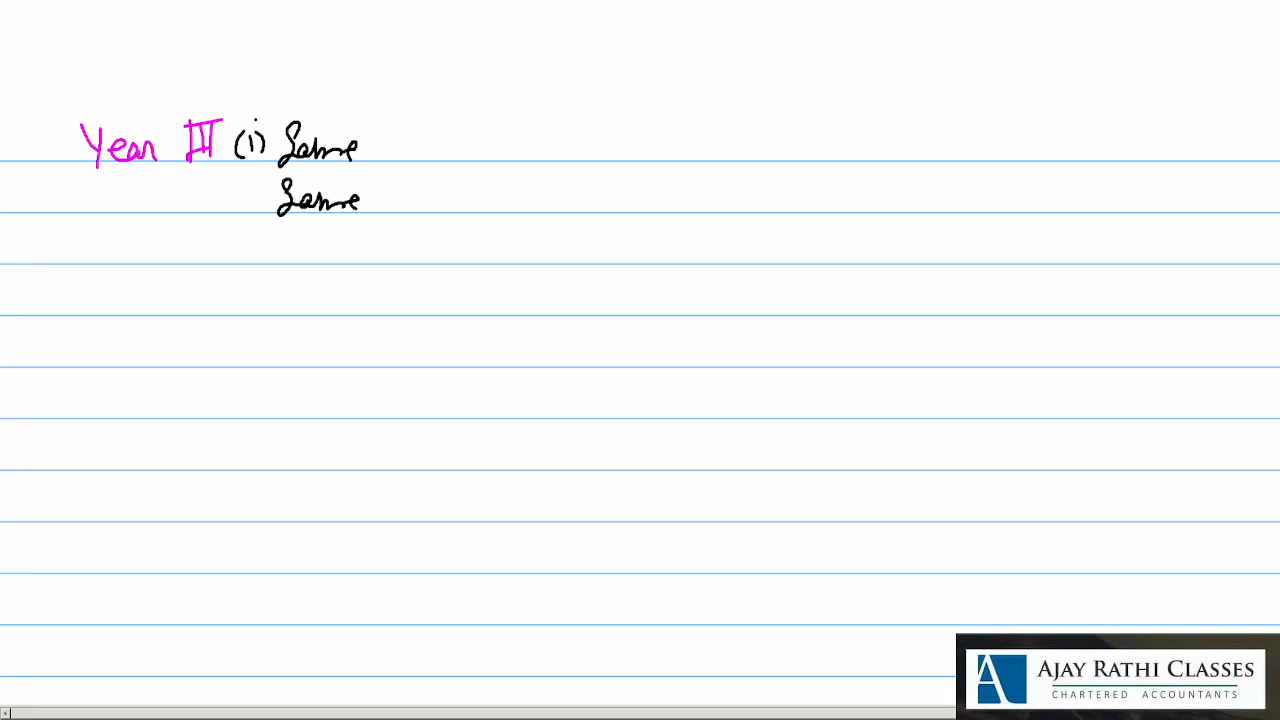 Year III (i) Same
Same
AJAY RATHI CLASSES
CHARTERED ACCOUNTANTS